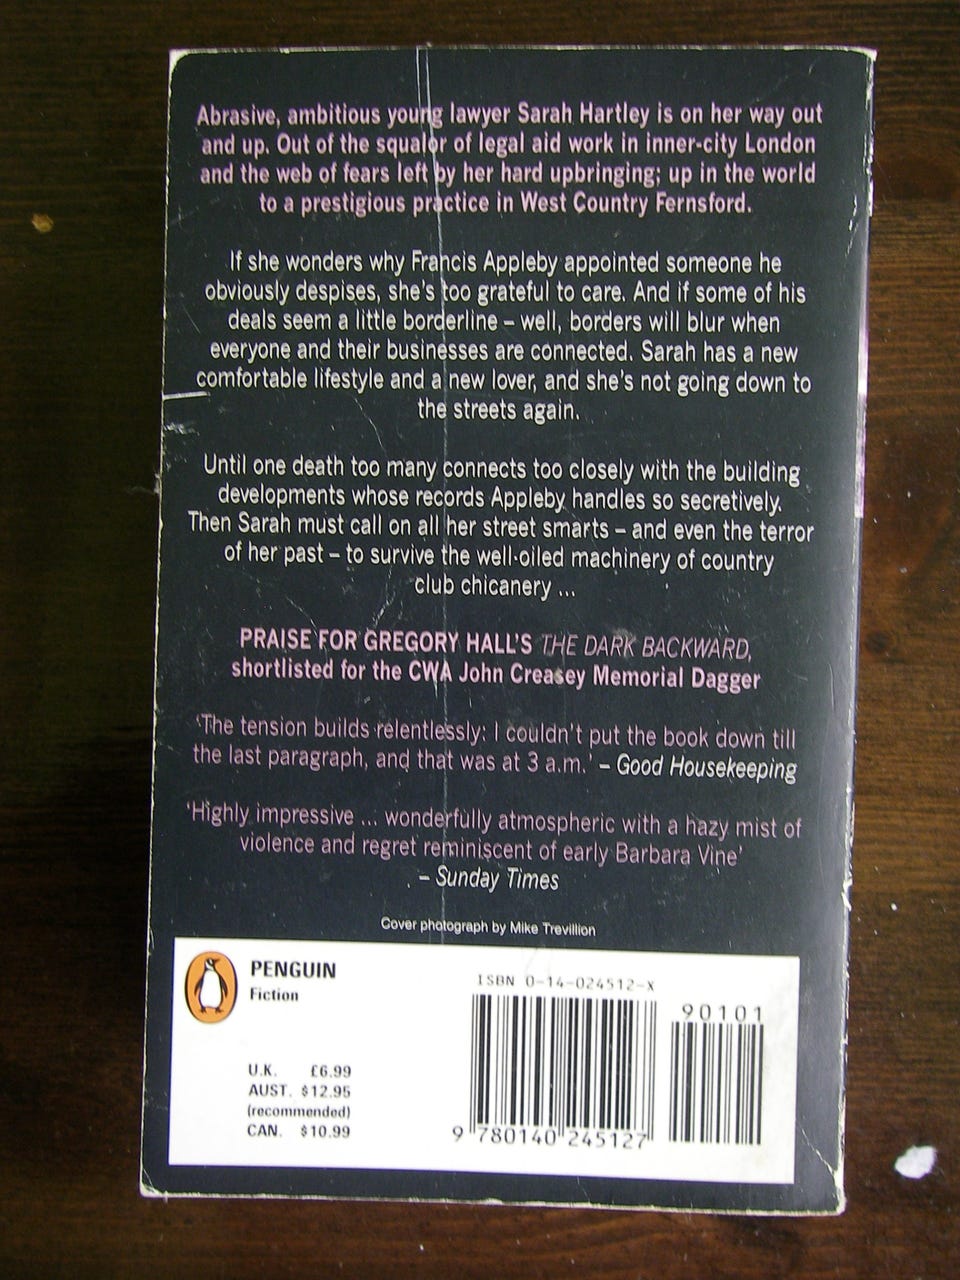 Abrasive, ambitious young lawyer Sarah Hartley is on her way out
and up. Out of the squalor of legal aid work in inner-city London
and the web of fears left by her hard upbringing; up in the world
to a prestigious practice in West Country Fernsford.
If she wonders why Francis Appleby appointed someone he
obviously despises, she's too grateful to care. And if some of his
deals seem a little borderline – well, borders will blur when
everyone and their businesses are connected. Sarah has a new
comfortable lifestyle and a new lover, and she's not going down to
the streets again.
Until one death too many connects too closely with the building
developments whose records Appleby handles so secretively.
Then Sarah must call on all her street smarts – and even the terror
of her past – to survive the well-oiled machinery of country
club chicanery ...
PRAISE FOR GREGORY HALL'S THE DARK BACKWARD,
shortlisted for the CWA John Creasey Memorial Dagger
'The tension builds relentlessly: I couldn't put the book down till
the last paragraph, and that was at 3 a.m.' – Good Housekeeping
'Highly impressive ... wonderfully atmospheric with a hazy mist of
violence and regret reminiscent of early Barbara Vine'
– Sunday Times
Cover photograph by Mike Trevillion
PENGUIN
Fiction
U.K. £6.99
AUST. $12.95
(recommended)
CAN. $10.99
ISBN 0-14-024512-X
90101
9 780140 245127